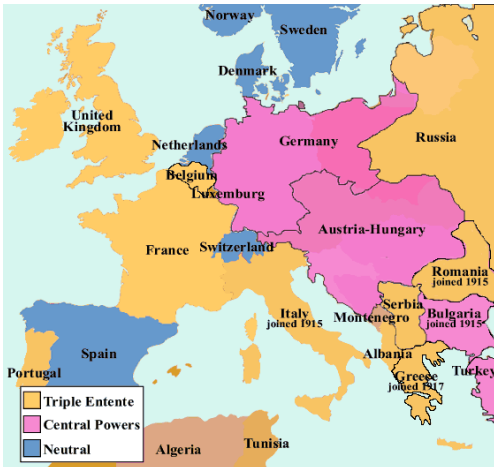 Norway
Sweden
Denmark
United
Kingdom
Netherlands
Germany
Russia
Belgium
Luxemburg
Austria-Hungary
France
Switzerland
Romania
joined 1915
Serbia
Italy
joined 1915
Montenegro
Bulgaria
joined 1915
Spain
Albania
Portugal
Greece
joined 1917
Turkey
Triple Entente
Central Powers
Neutral
Algeria
Tunisia